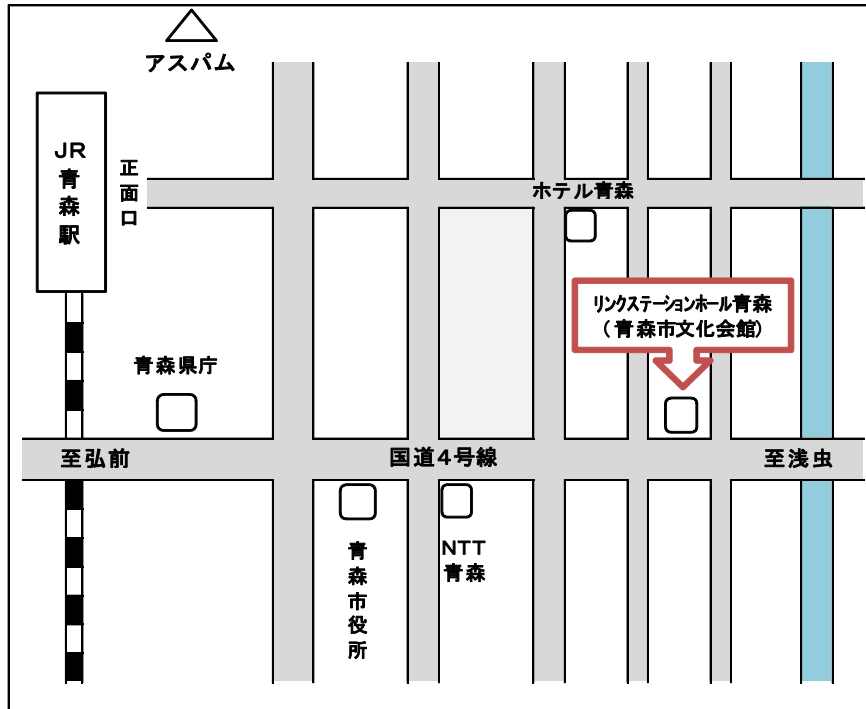 アスパム
JR青森駅
正面口
ホテル青森
リンクステーションホール青森
（青森市文化会館）
青森県庁
至弘前
国道4号線
至浅虫
青森市役所
NTT
青森